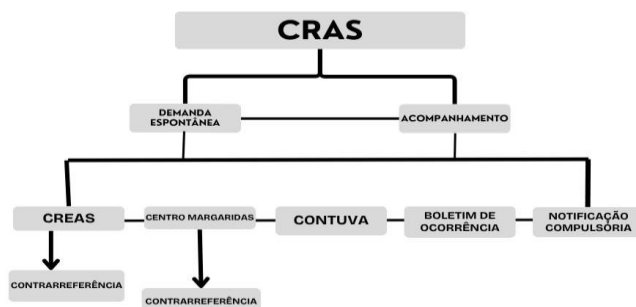 CRAS
DEMANDA
ESPONTÂNEA
ACOMPANHAMENTO
CREAS
CENTRO MARGARIDAS
CONTUVA
BOLETIM DE
OCORRÊNCIA
NOTIFICAÇÃO
COMPULSÓRIA
CONTRARREFERÊNCIA
CONTRARREFERÊNCIA